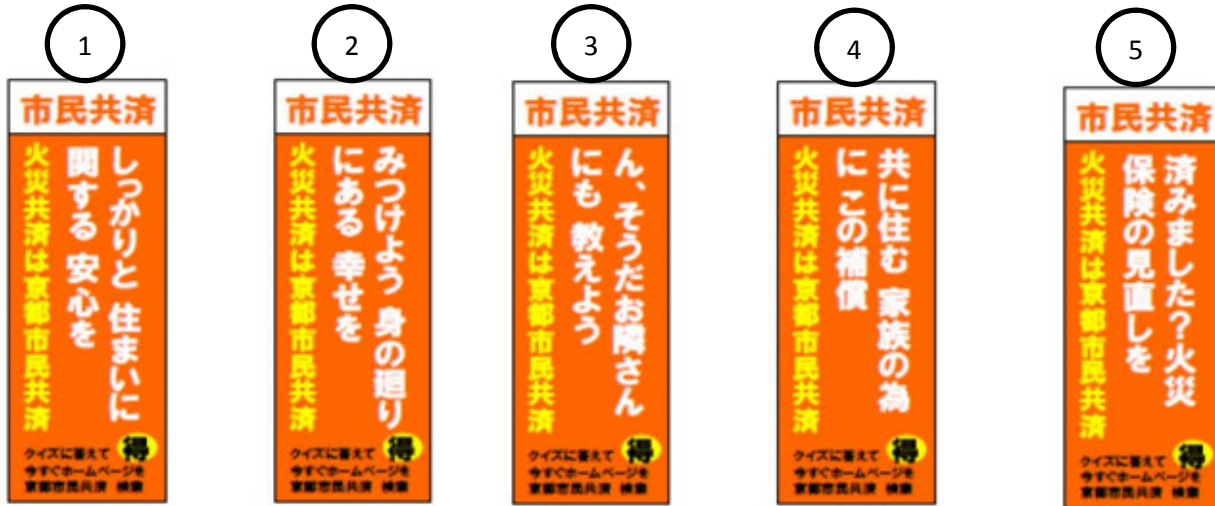 1
市民共済
しっかりと 住まいに
関する 安心を
火災共済は京都市民共済
得
クイズに答えて
今すぐホームページを
京都市民共済 検索
2
市民共済
みつけよう 身の廻り
にある 幸せを
火災共済は京都市民共済
得
クイズに答えて
今すぐホームページを
京都市民共済 検索
3
市民共済
ん、そうだお隣さん
にも 教えよう
火災共済は京都市民共済
得
クイズに答えて
今すぐホームページを
京都市民共済 検索
4
市民共済
共に住む 家族の為
に この補償
火災共済は京都市民共済
得
クイズに答えて
今すぐホームページを
京都市民共済 検索
5
市民共済
済みました？火災
保険の見直しを
火災共済は京都市民共済
得
クイズに答えて
今すぐホームページを
京都市民共済 検索